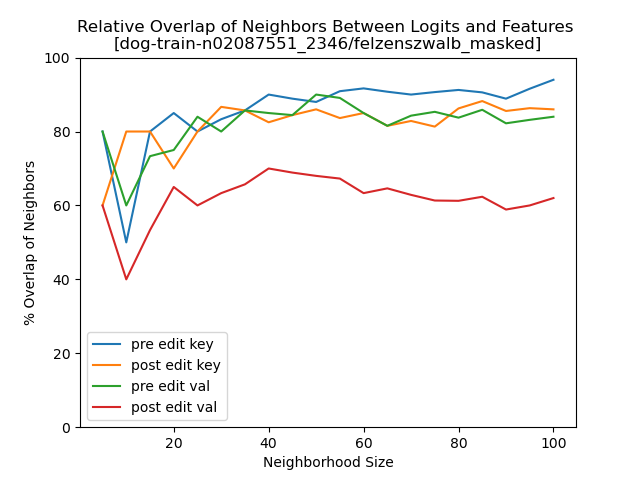 Relative Overlap of Neighbors Between Logits and Features
[dog-train-n02087551_2346/felzenszwalb_masked]
100
80
60
40
20
0
% Overlap of Neighbors
pre edit key
post edit key
pre edit val
post edit val
20 40 60 80 100
Neighborhood Size